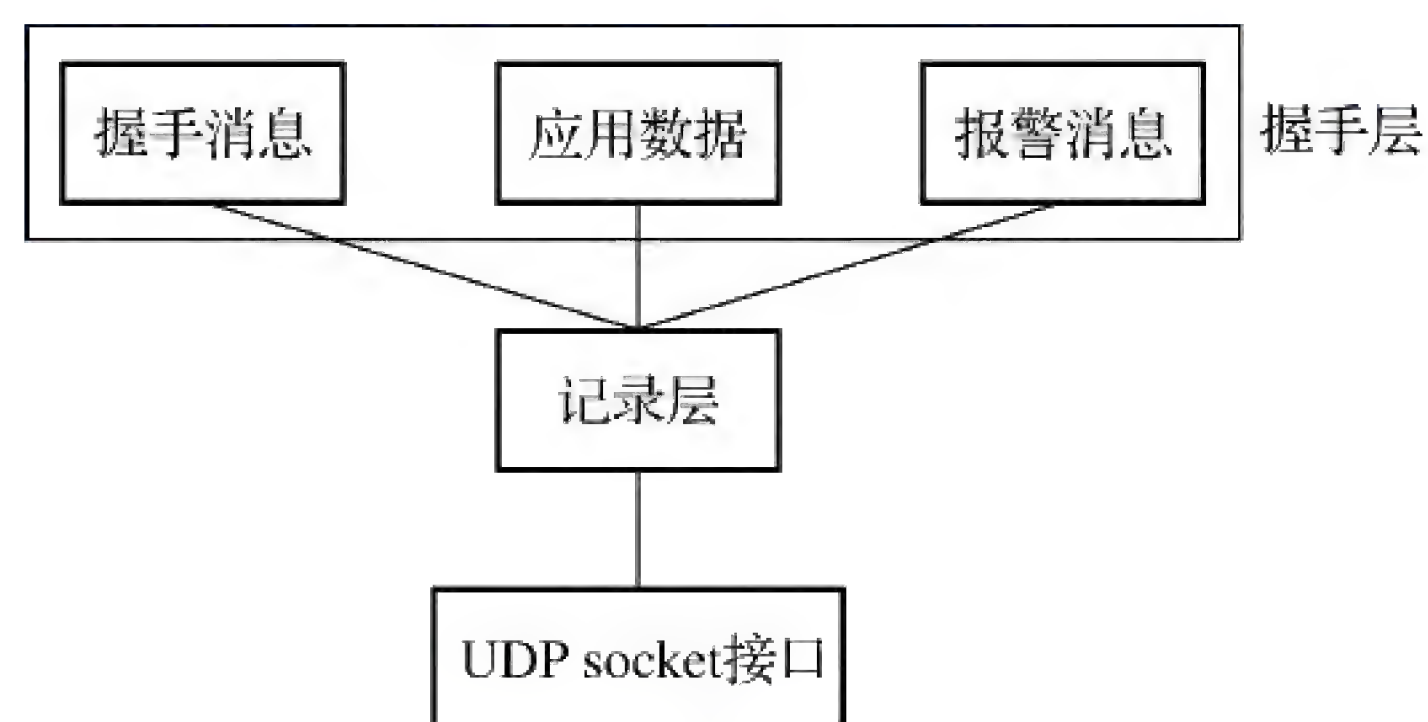 握手消息
应用数据
报警消息
握手层
记录层
UDP socket接口